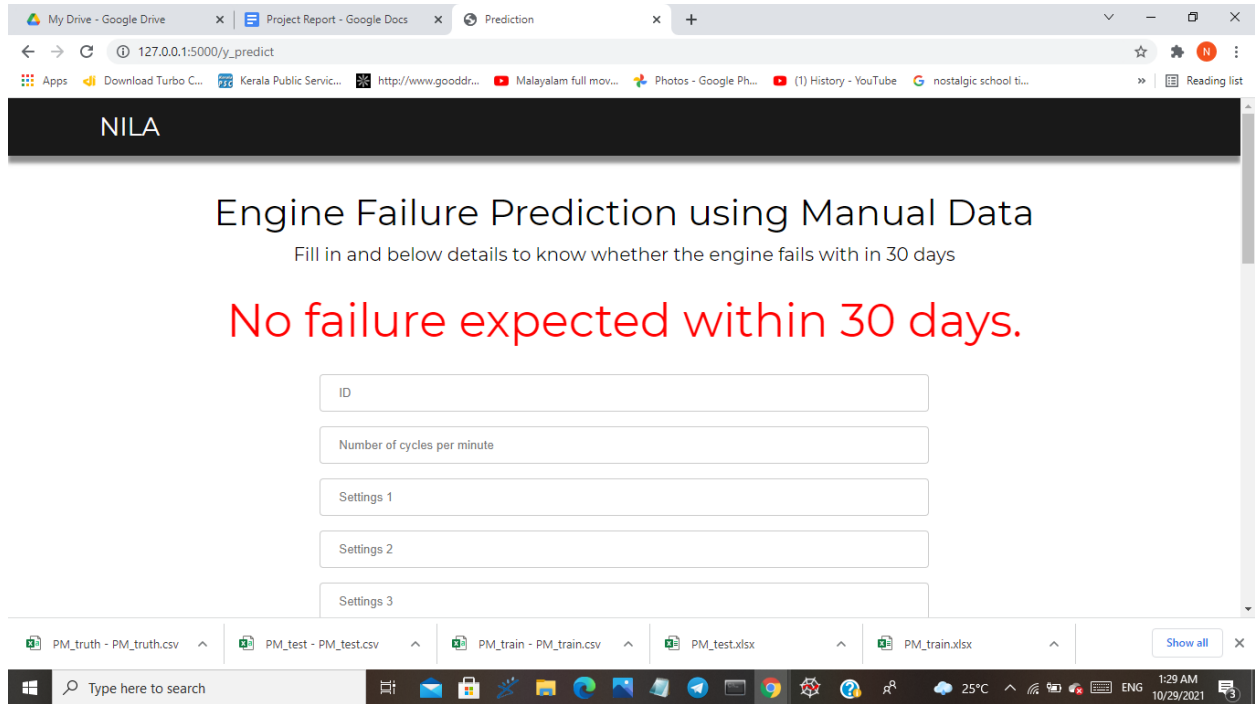 My Drive - Google Drive
Project Report - Google Docs
Prediction
127.0.0.1:5000/y_predict
N
Apps
Download Turbo C...
Kerala Public Servic...
http://www.gooddr...
Malayalam full mov...
Photos - Google Ph...
(1) History - YouTube
nostalgic school ti...
»
Reading list
NILA
Engine Failure Prediction using Manual Data
Fill in and below details to know whether the engine fails with in 30 days
No failure expected within 30 days.
ID
Number of cycles per minute
Settings 1
Settings 2
Settings 3
PM_truth - PM_truth.csv
PM_test - PM_test.csv
PM_train - PM_train.csv
PM_test.xlsx
PM_train.xlsx
Show all
Type here to search
25°C
ENG
1:29 AM
10/29/2021
3